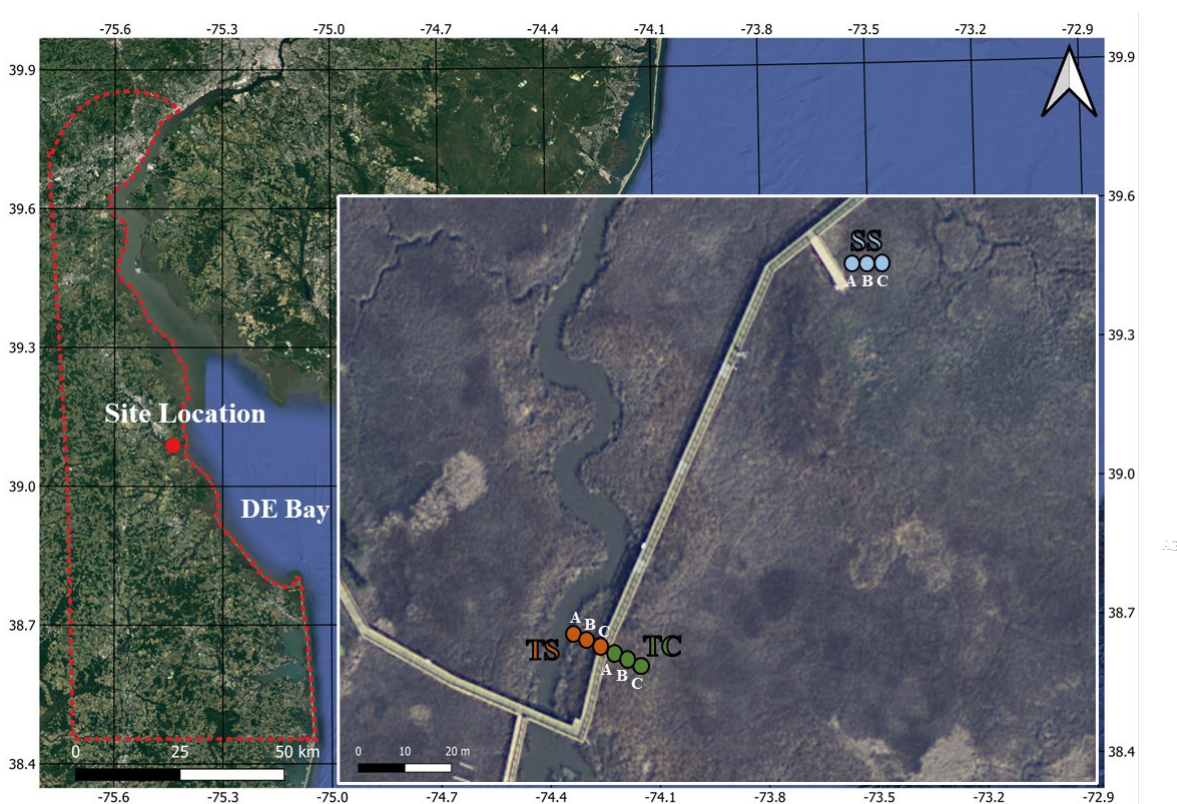 -75.6 -75.3 -75.0 -74.7 -74.4 -74.1 -73.8 -73.5 -73.2 -72.9
39.9 39.9
39.6 39.6
SS
A B C
39.3 39.3
Site Location
39.0 39.0
DE Bay
38.7 38.7
A B C
TS TC
A B C
0 25 50 km
0 10 20 m
38.4 38.4
-75.6 -75.3 -75.0 -74.7 -74.4 -74.1 -73.8 -73.5 -73.2 -72.9